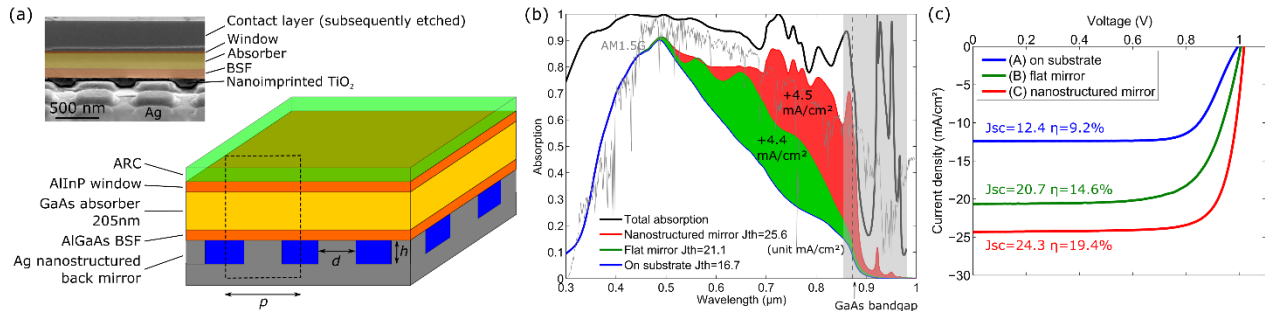 (a)
Contact layer (subsequently etched)
Window
Absorber
BSF
Nanoimprinted TiO₂
500 nm
Ag
ARC
AlInP window
GaAs absorber
205nm
AlGaAs BSF
Ag nanostructured
back mirror
d
h
p
(b)
Absorption
1
0.9
0.8
0.7
0.6
0.5
0.4
0.3
0.2
0.1
0
AM1.5G
+4.5
mA/cm²
+4.4
mA/cm²
Total absorption
Nanostructured mirror Jth=25.6
Flat mirror Jth=21.1
(unit mA/cm²)
On substrate Jth=16.7
0.3 0.4 0.5 0.6 0.7 0.8 0.9 1
Wavelength (μm)
GaAs bandgap
(c)
Voltage (V)
0 0.2 0.4 0.6 0.8 1
Current density (mA/cm²)
0
−5
−10
−15
−20
−25
−30
(A) on substrate
(B) flat mirror
(C) nanostructured mirror
Jsc=12.4 η=9.2%
Jsc=20.7 η=14.6%
Jsc=24.3 η=19.4%